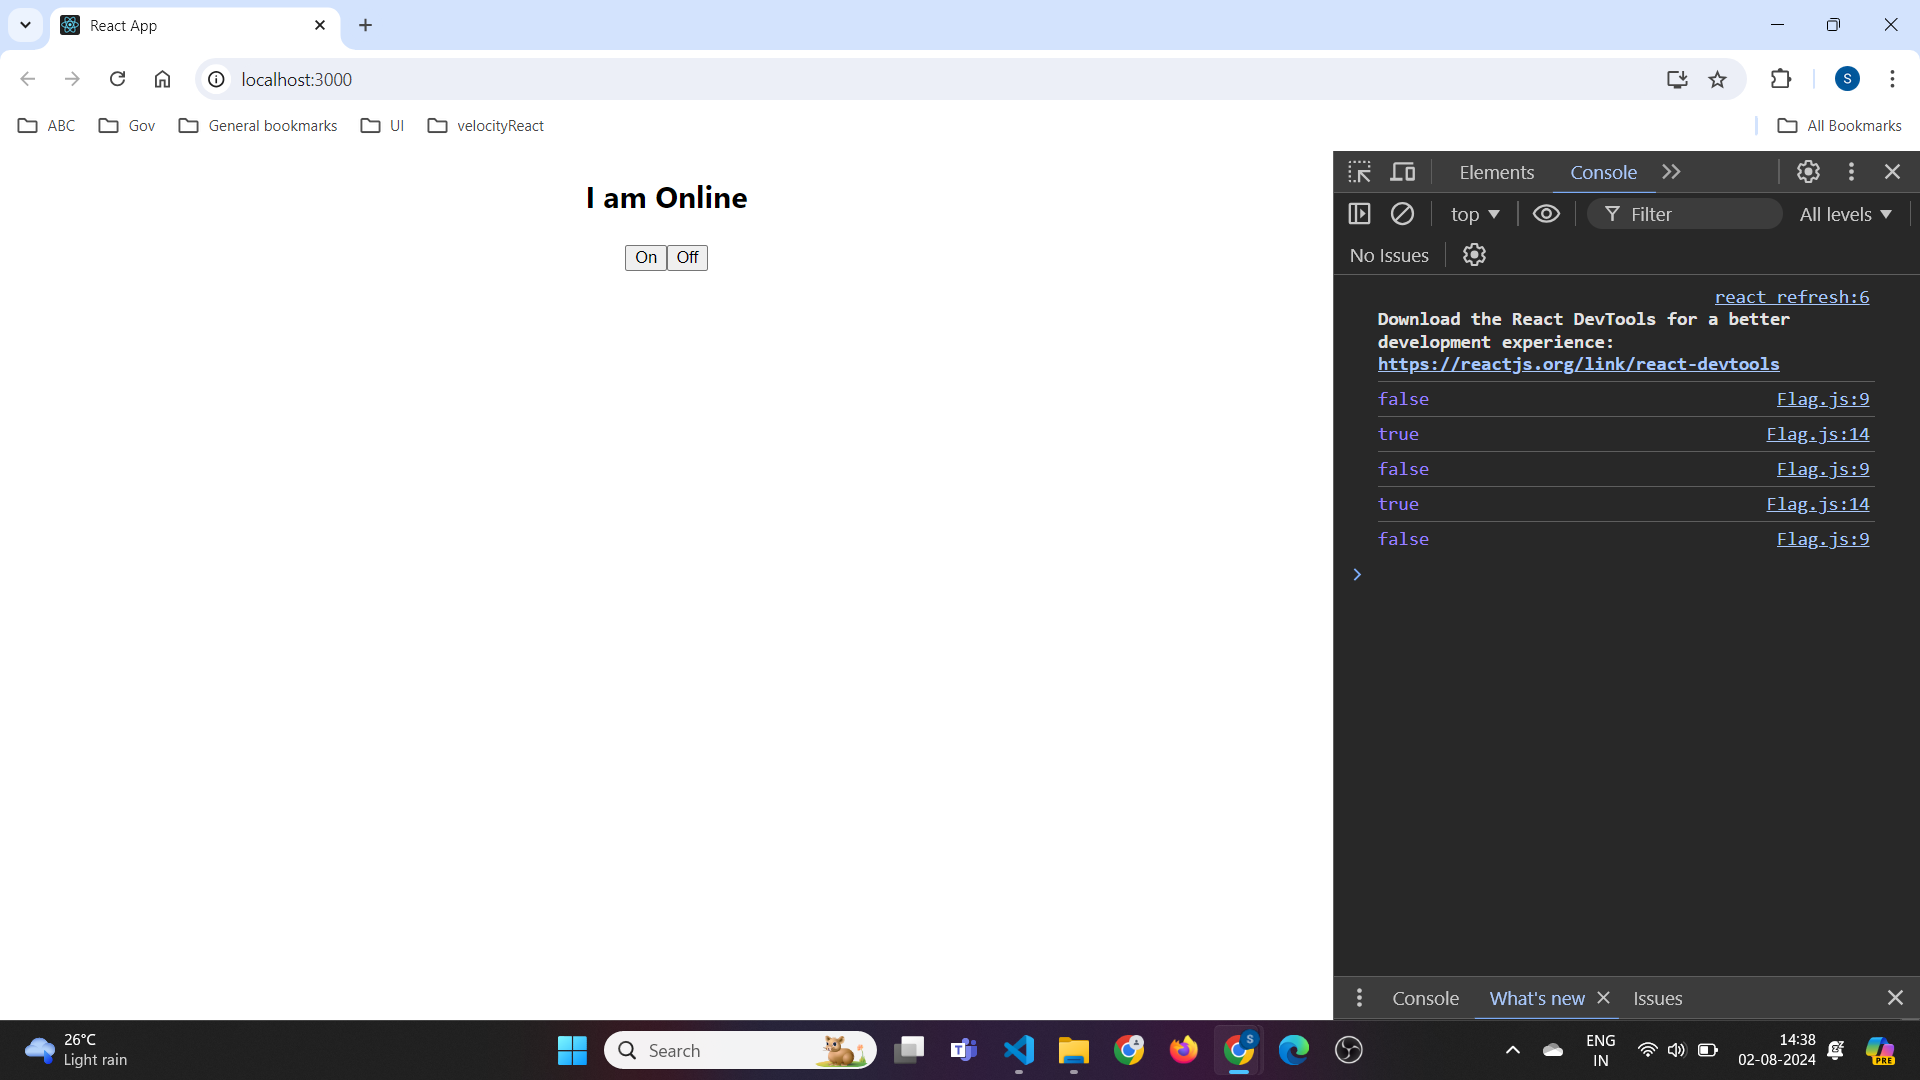 React App
localhost:3000
S
ABC Gov General bookmarks UI velocityReact All Bookmarks
I am Online
On Off
Elements Console
top Filter All levels
No Issues
react refresh:6
Download the React DevTools for a better
development experience:
https://reactjs.org/link/react-devtools
false Flag.js:9
true Flag.js:14
false Flag.js:9
true Flag.js:14
false Flag.js:9
Console What's new Issues
26°C
Light rain
Search
S
ENG
IN
14:38
02-08-2024
PRE